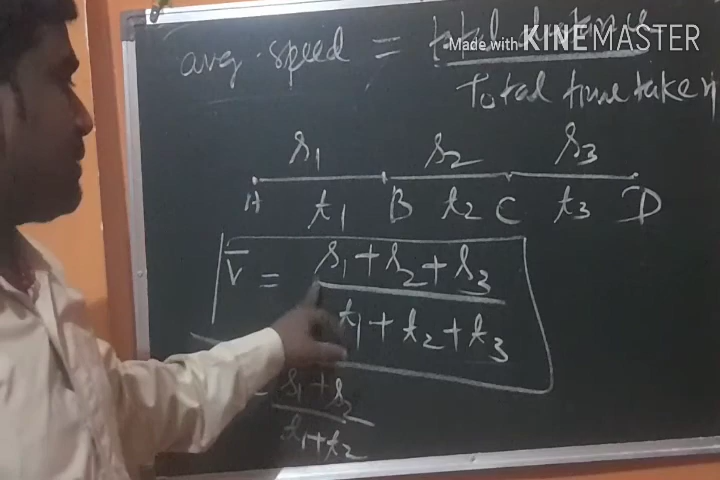 Made with KINEMASTER
avg. speed = total distance
Total time taken
s₁ s₂ s₃
A t₁ B t₂ C t₃ D
v̅ = s₁ + s₂ + s₃
t₁ + t₂ + t₃
= s₁ + s₂
t₁ + t₂